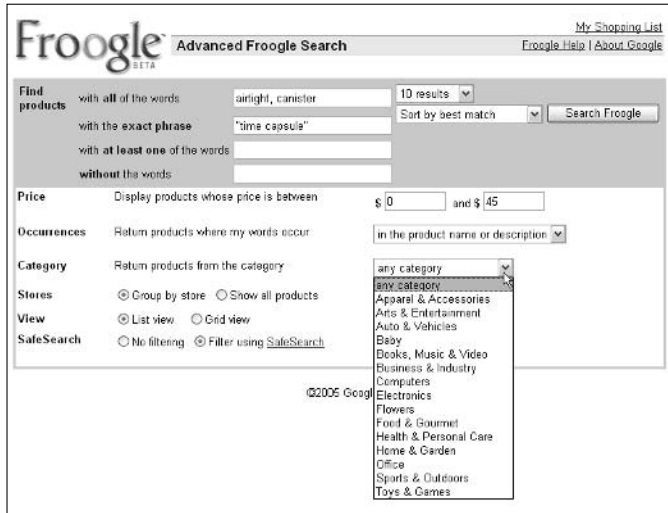 My Shopping List
Froogle BETA Advanced Froogle Search
Froogle Help | About Google
Find products
with all of the words airtight, canister 10 results
with the exact phrase "time capsule" Sort by best match Search Froogle
with at least one of the words
without the words
Price Display products whose price is between $ 0 and $ 45
Occurrences Return products where my words occur in the product name or description
Category Return products from the category any category
any category
Apparel & Accessories
Stores Group by store Show all products
Arts & Entertainment
View List view Grid view
Auto & Vehicles
SafeSearch No filtering Filter using SafeSearch
Baby
Books, Music & Video
Business & Industry
Computers
©2005 Googl
Electronics
Flowers
Food & Gourmet
Health & Personal Care
Home & Garden
Office
Sports & Outdoors
Toys & Games